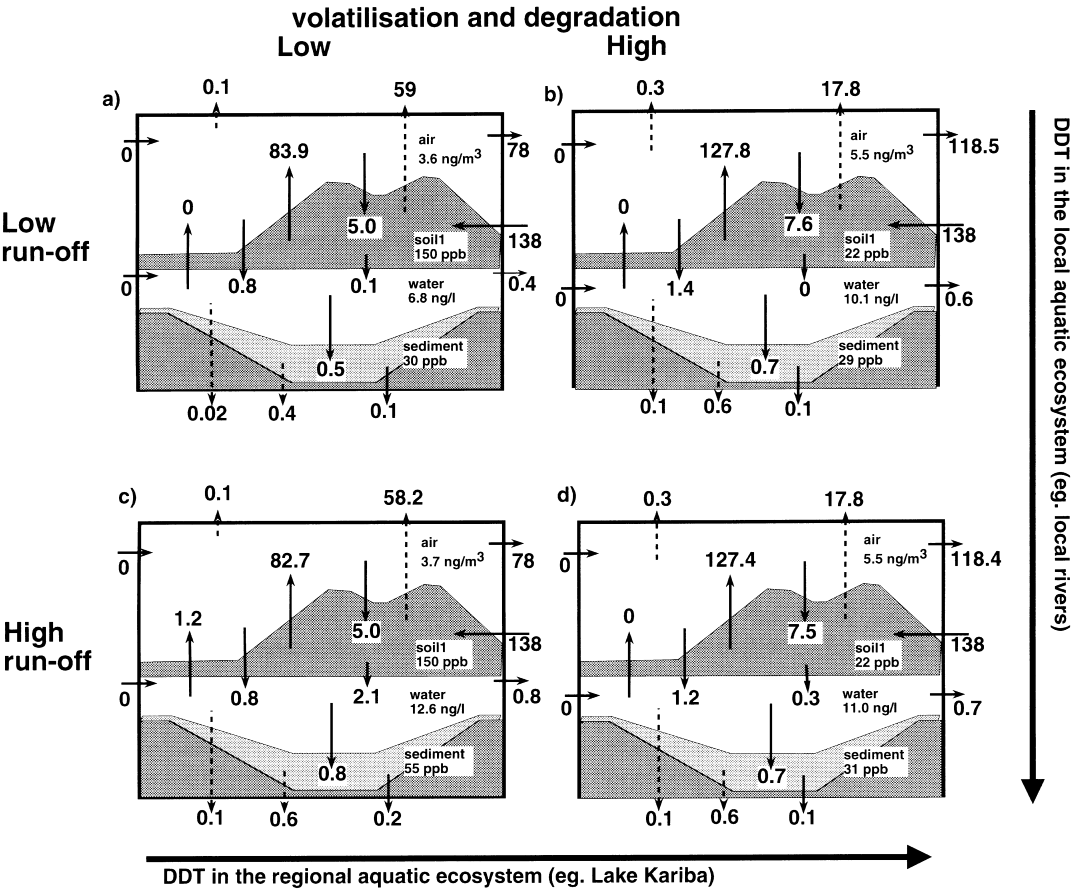 volatilisation and degradation
Low High
a) 0.1 59
b) 0.3 17.8
Low
run-off
0
83.9
air
3.6 ng/m3
78
0
5.0
soil1
150 ppb
138
0
0.8
0.1
water
6.8 ng/l
0.4
0.5
sediment
30 ppb
0.02 0.4 0.1
0
127.8
air
5.5 ng/m3
118.5
0
7.6
soil1
22 ppb
138
0
1.4
0
water
10.1 ng/l
0.6
0.7
sediment
29 ppb
0.1 0.6 0.1
c) 0.1 58.2
d) 0.3 17.8
High
run-off
0
82.7
air
3.7 ng/m3
78
1.2
5.0
soil1
150 ppb
138
0
0.8
2.1
water
12.6 ng/l
0.8
0.8
sediment
55 ppb
0.1 0.6 0.2
0
127.4
air
5.5 ng/m3
118.4
0
7.5
soil1
22 ppb
138
0
1.2
0.3
water
11.0 ng/l
0.7
0.7
sediment
31 ppb
0.1 0.6 0.1
DDT in the local aquatic ecosystem (eg. local rivers)
DDT in the regional aquatic ecosystem (eg. Lake Kariba)